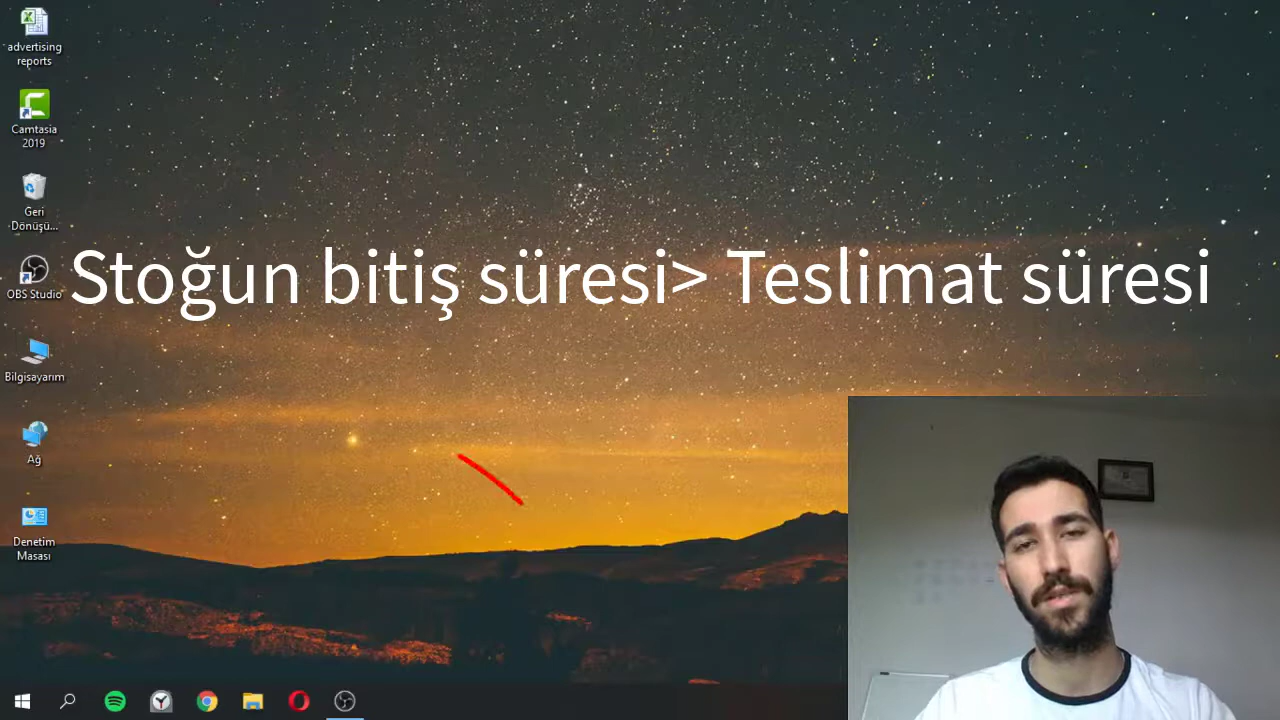 advertising
reports
Camtasia
2019
Geri
Dönüşü...
OBS Studio
Stoğun bitiş süresi> Teslimat süresi
Bilgisayarım
Ağ
Denetim
Masası